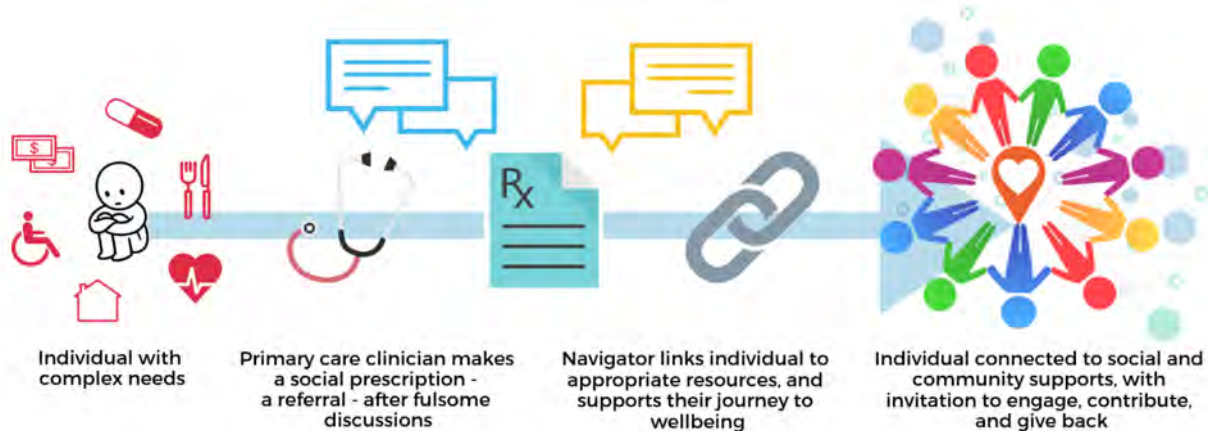 $
Rx
Individual with
complex needs
Primary care clinician makes
a social prescription -
a referral - after fulsome
discussions
Navigator links individual to
appropriate resources, and
supports their journey to
wellbeing
Individual connected to social and
community supports, with
invitation to engage, contribute,
and give back